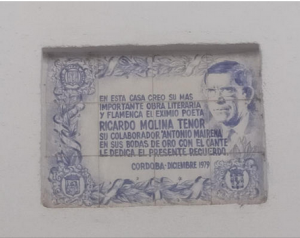 EN ESTA CASA CREO SU MAS
IMPORTANTE OBRA LITERARIA
Y FLAMENCA EL EXIMIO POETA
RICARDO MOLINA TENOR
SU COLABORADOR ANTONIO MAIRENA
EN SUS BODAS DE ORO CON EL CANTE
LE DEDICA EL PRESENTE RECUERDO
CORDOBA-DICIEMBRE 1979